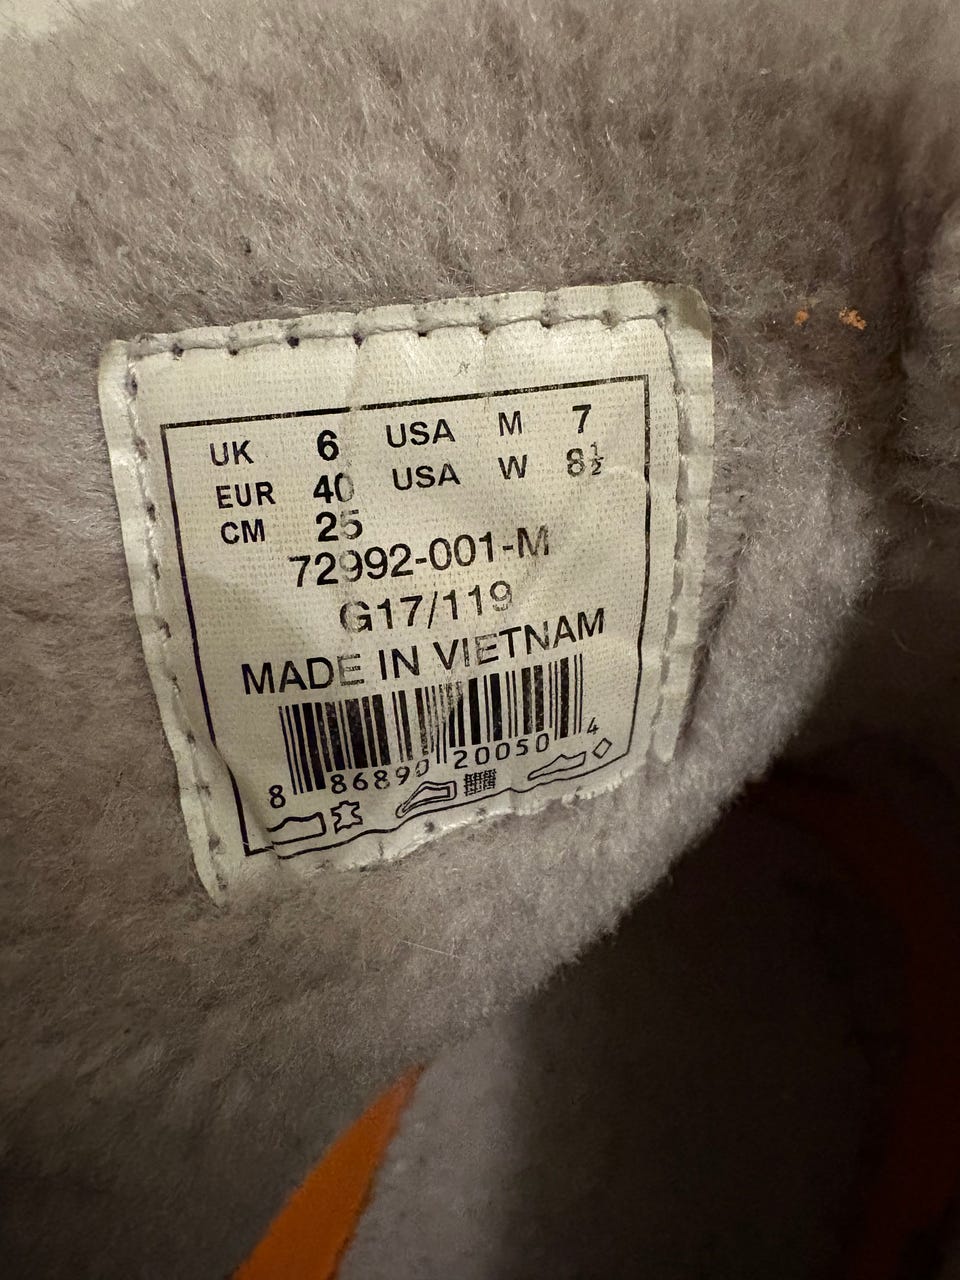 UK 6 USA M 7
EUR 40 USA W 8½
CM 25
72992-001-M
G17/119
MADE IN VIETNAM
8 86890 20050 4